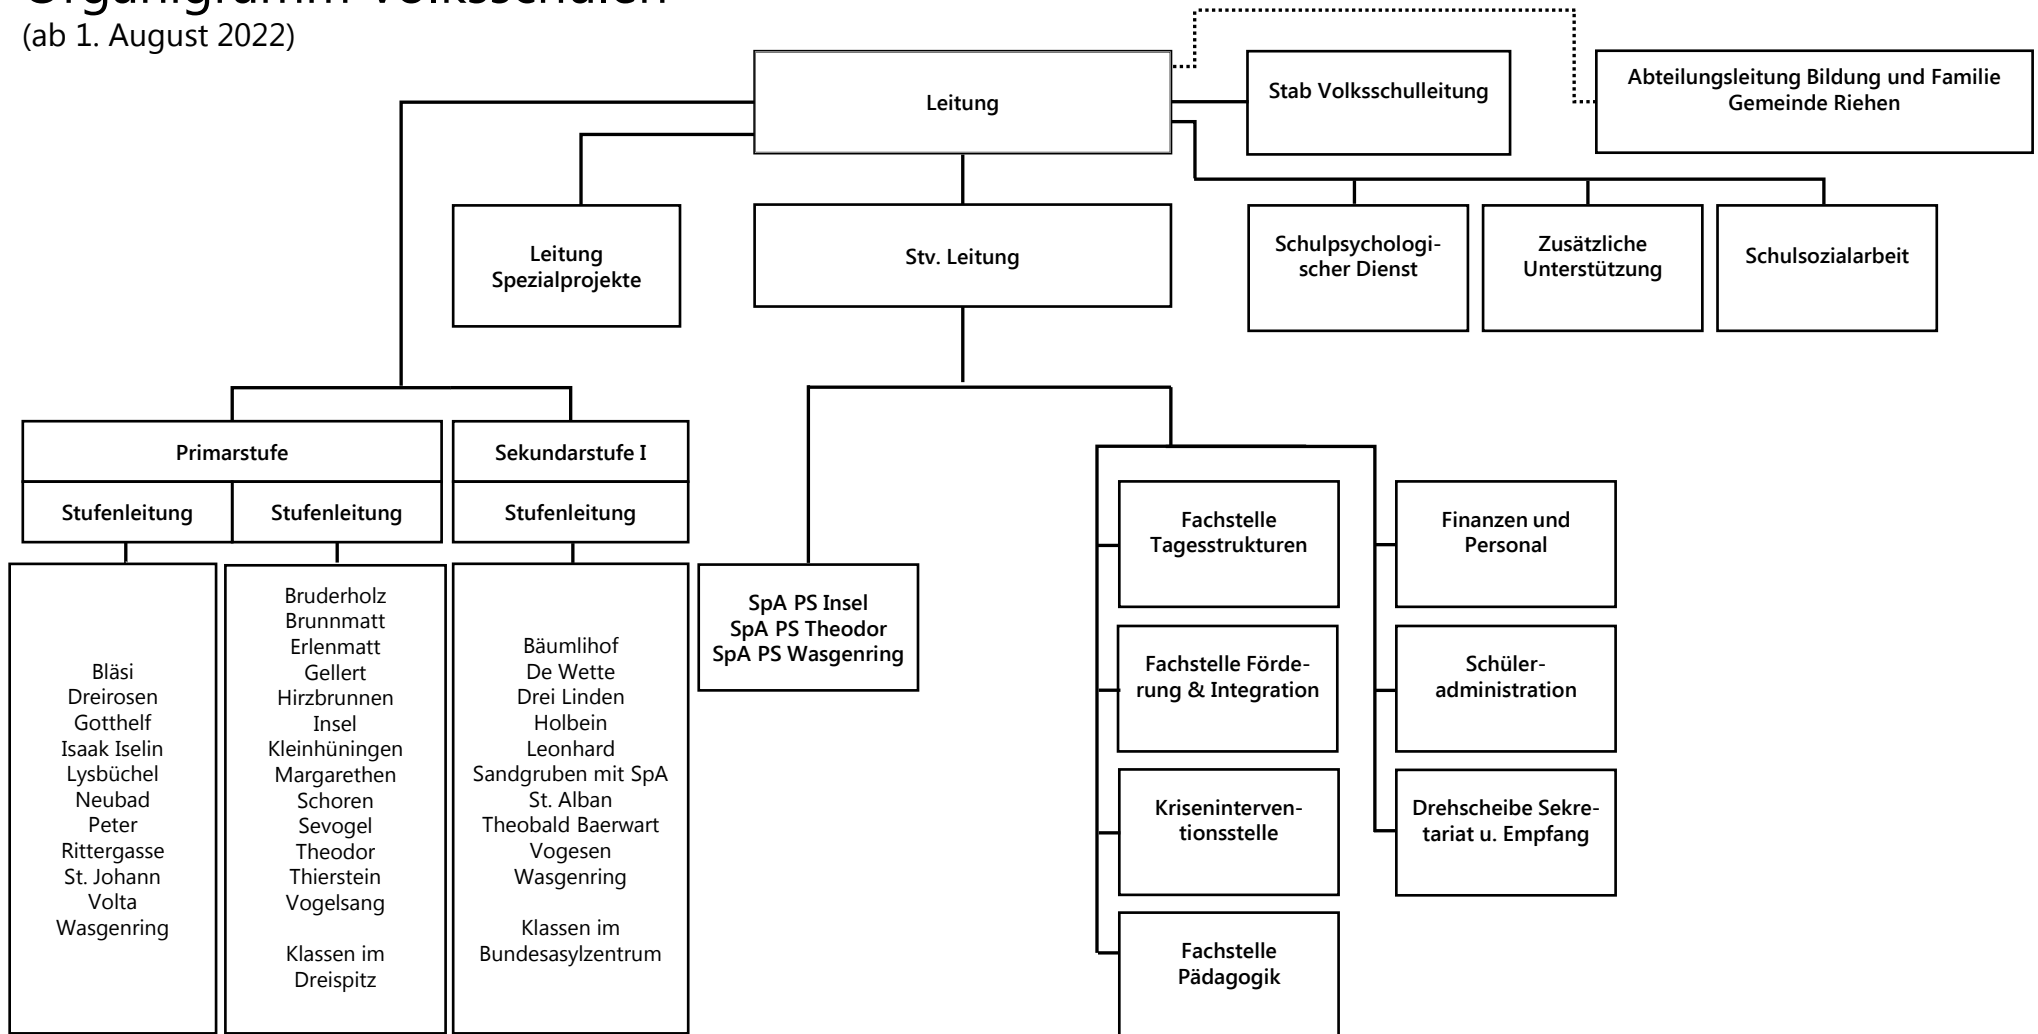 Organigramm Volksschulen
(ab 1. August 2022)
Leitung
Stab Volksschulleitung
Abteilungsleitung Bildung und Familie
Gemeinde Riehen
Leitung
Spezialprojekte
Stv. Leitung
Schulpsychologi-
scher Dienst
Zusätzliche
Unterstützung
Schulsozialarbeit
Primarstufe
Sekundarstufe I
Stufenleitung
Stufenleitung
Stufenleitung
Bläsi
Dreirosen
Gotthelf
Isaak Iselin
Lysbüchel
Neubad
Peter
Rittergasse
St. Johann
Volta
Wasgenring
Bruderholz
Brunnmatt
Erlenmatt
Gellert
Hirzbrunnen
Insel
Kleinhüningen
Margarethen
Schoren
Sevogel
Theodor
Thierstein
Vogelsang
Klassen im
Dreispitz
Bäumlihof
De Wette
Drei Linden
Holbein
Leonhard
Sandgruben mit SpA
St. Alban
Theobald Baerwart
Vogesen
Wasgenring
Klassen im
Bundesasylzentrum
SpA PS Insel
SpA PS Theodor
SpA PS Wasgenring
Fachstelle
Tagesstrukturen
Fachstelle Förde-
rung & Integration
Kriseninterven-
tionsstelle
Fachstelle
Pädagogik
Finanzen und
Personal
Schüler-
administration
Drehscheibe Sekre-
tariat u. Empfang